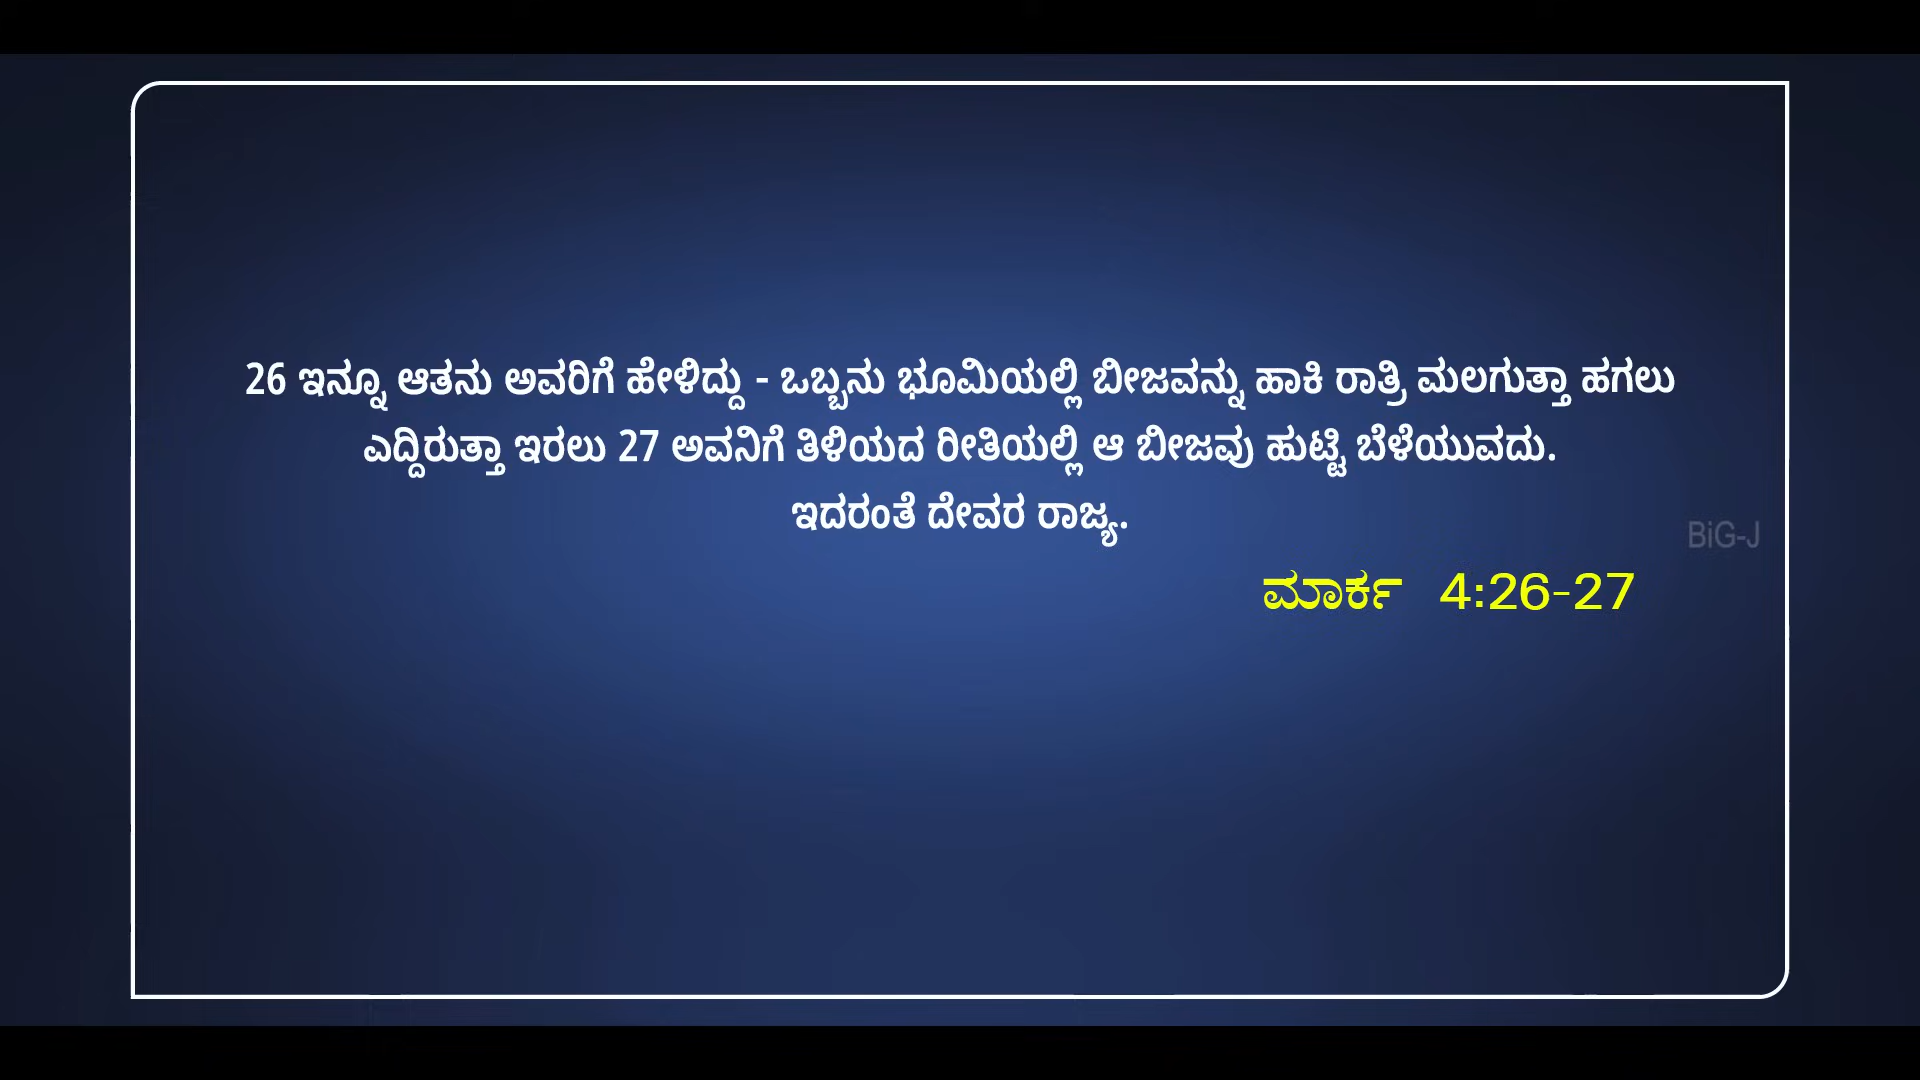 26 ಇನ್ನೂ ಆತನು ಅವರಿಗೆ ಹೇಳಿದ್ದು - ಒಬ್ಬನು ಭೂಮಿಯಲ್ಲಿ ಬೀಜವನ್ನು ಹಾಕಿ ರಾತ್ರಿ ಮಲಗುತ್ತಾ ಹಗಲು
ಎದ್ದಿರುತ್ತಾ ಇರಲು 27 ಅವನಿಗೆ ತಿಳಿಯದ ರೀತಿಯಲ್ಲಿ ಆ ಬೀಜವು ಹುಟ್ಟಿ ಬೆಳೆಯುವದು.
ಇದರಂತೆ ದೇವರ ರಾಜ್ಯ.
BiG-J
ಮಾರ್ಕ 4:26-27